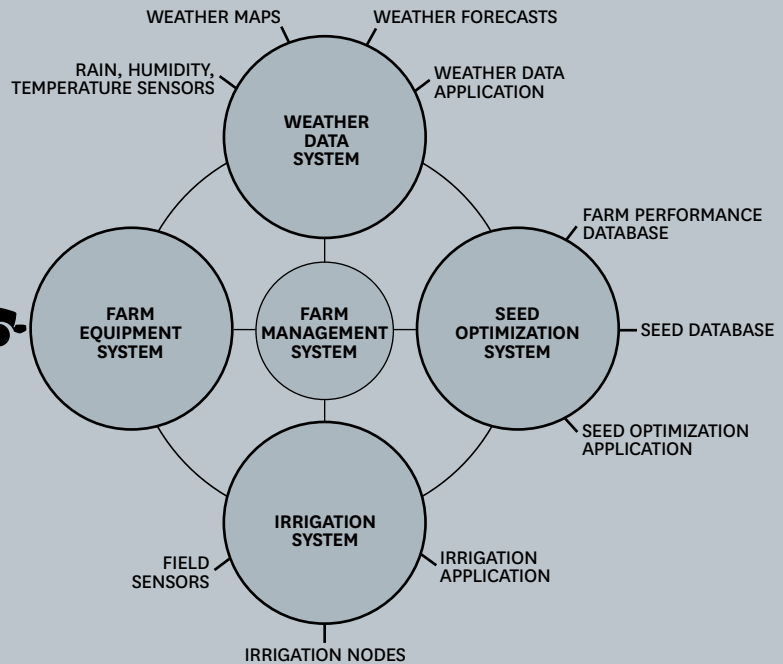 WEATHER MAPS
WEATHER FORECASTS
RAIN, HUMIDITY,
TEMPERATURE SENSORS
WEATHER DATA
APPLICATION
WEATHER
DATA
SYSTEM
FARM PERFORMANCE
DATABASE
FARM
EQUIPMENT
SYSTEM
FARM
MANAGEMENT
SYSTEM
SEED
OPTIMIZATION
SYSTEM
SEED DATABASE
SEED OPTIMIZATION
APPLICATION
IRRIGATION
SYSTEM
FIELD
SENSORS
IRRIGATION
APPLICATION
IRRIGATION NODES